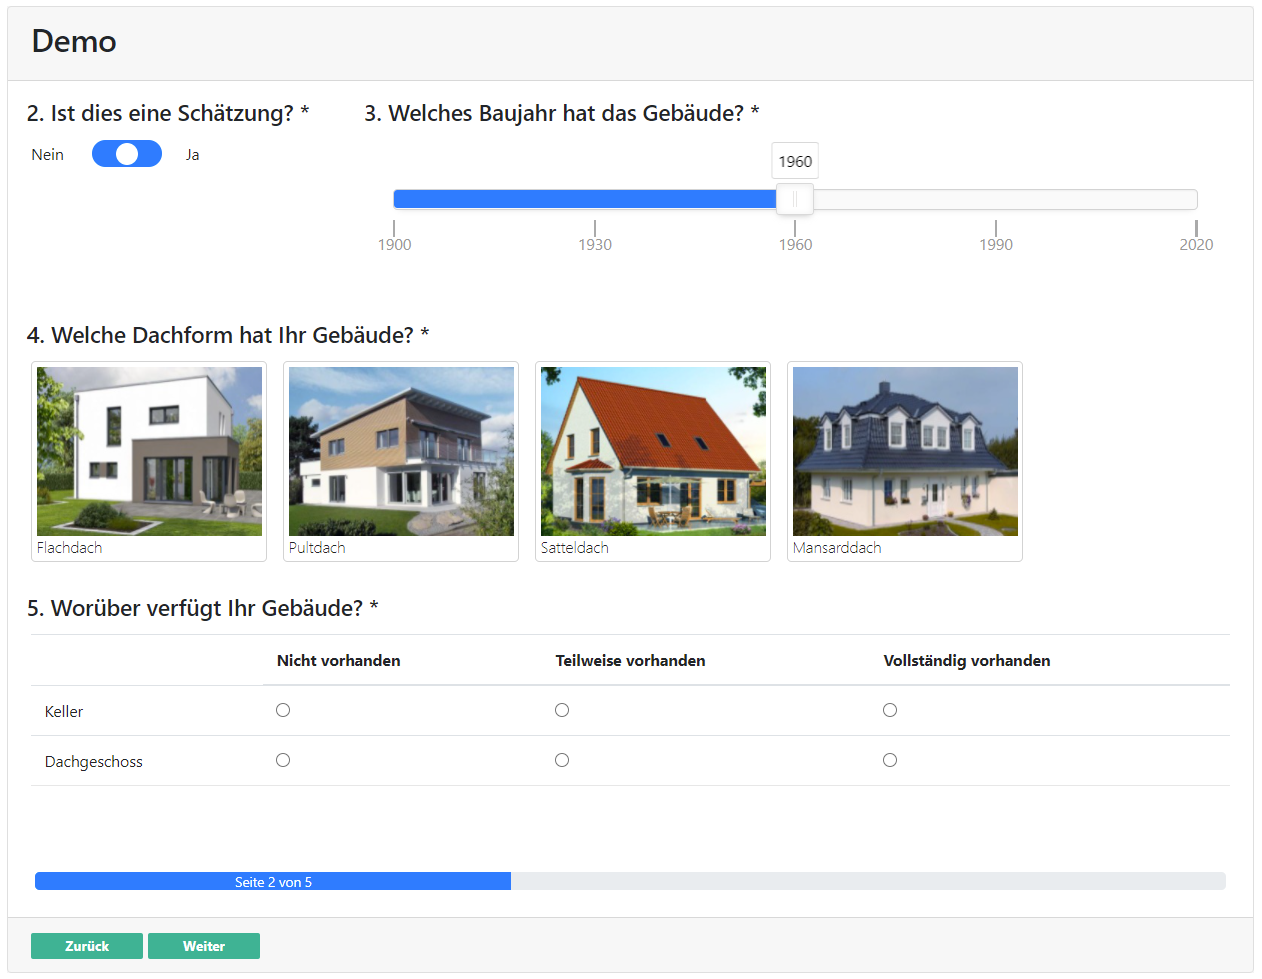 Demo
2. Ist dies eine Schätzung? *
Nein
Ja
3. Welches Baujahr hat das Gebäude? *
1960
1900 1930 1960 1990 2020
4. Welche Dachform hat Ihr Gebäude? *
Flachdach
Pultdach
Satteldach
Mansarddach
5. Worüber verfügt Ihr Gebäude? *
Nicht vorhanden Teilweise vorhanden Vollständig vorhanden
Keller
Dachgeschoss
Seite 2 von 5
Zurück Weiter